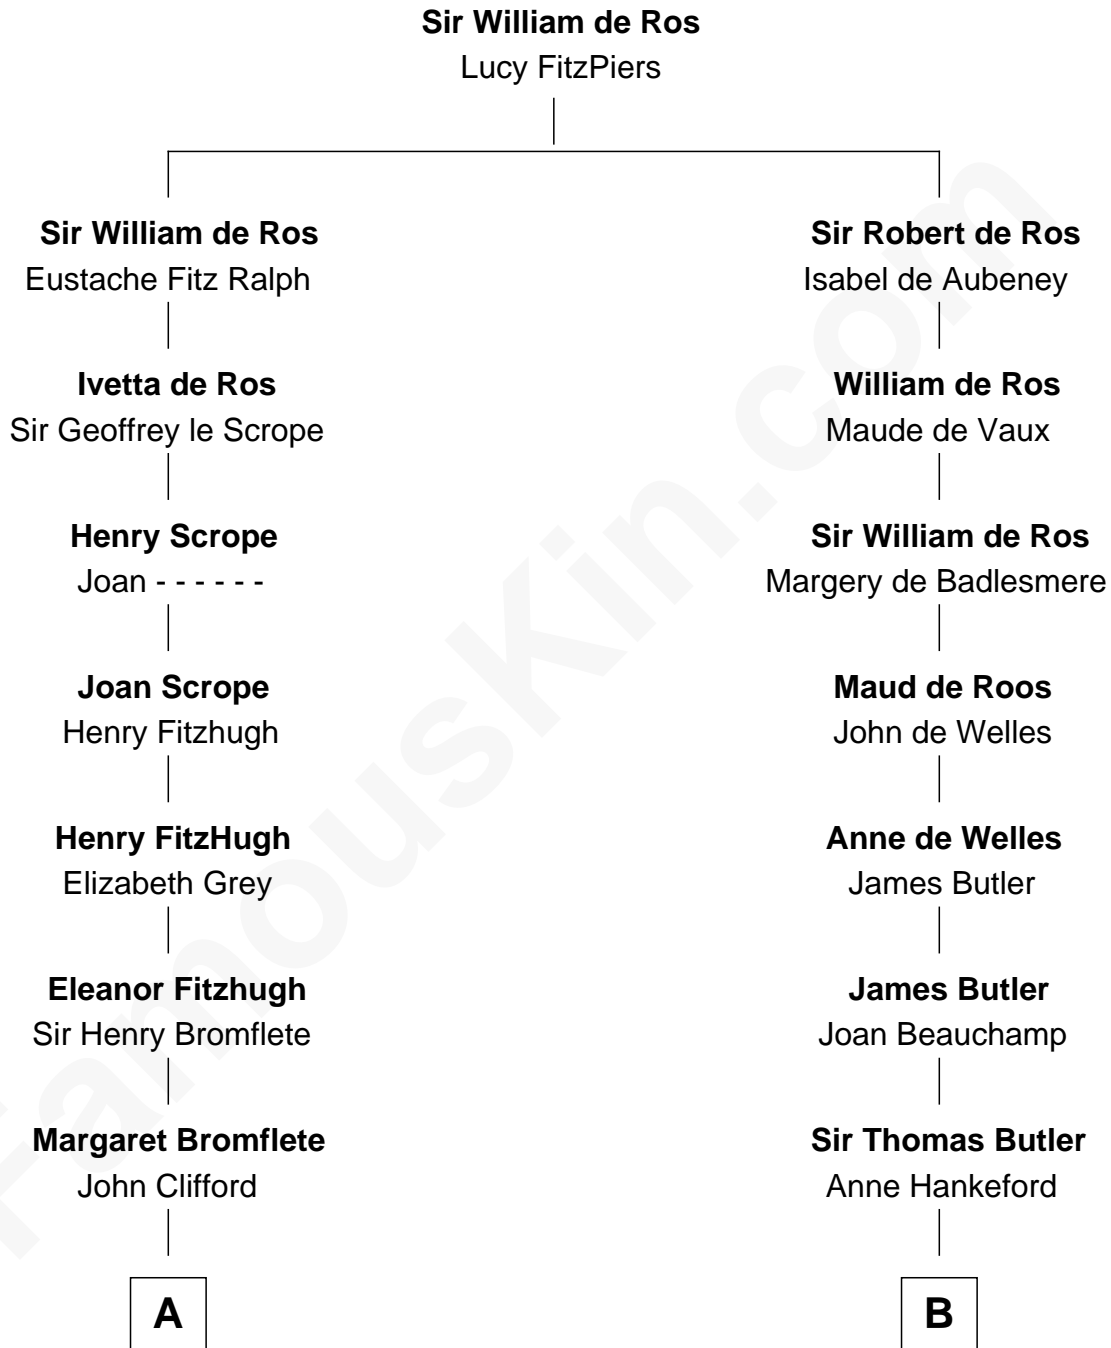 Sir William de Ros
Lucy FitzPiers
Sir William de Ros
Eustache Fitz Ralph
Sir Robert de Ros
Isabel de Aubeney
Ivetta de Ros
Sir Geoffrey le Scrope
William de Ros
Maude de Vaux
Henry Scrope
Joan - - - - - -
Sir William de Ros
Margery de Badlesmere
Joan Scrope
Henry Fitzhugh
Maud de Roos
John de Welles
Henry FitzHugh
Elizabeth Grey
Anne de Welles
James Butler
Eleanor Fitzhugh
Sir Henry Bromflete
James Butler
Joan Beauchamp
Margaret Bromflete
John Clifford
Sir Thomas Butler
Anne Hankeford
A
B
FamousKin.com